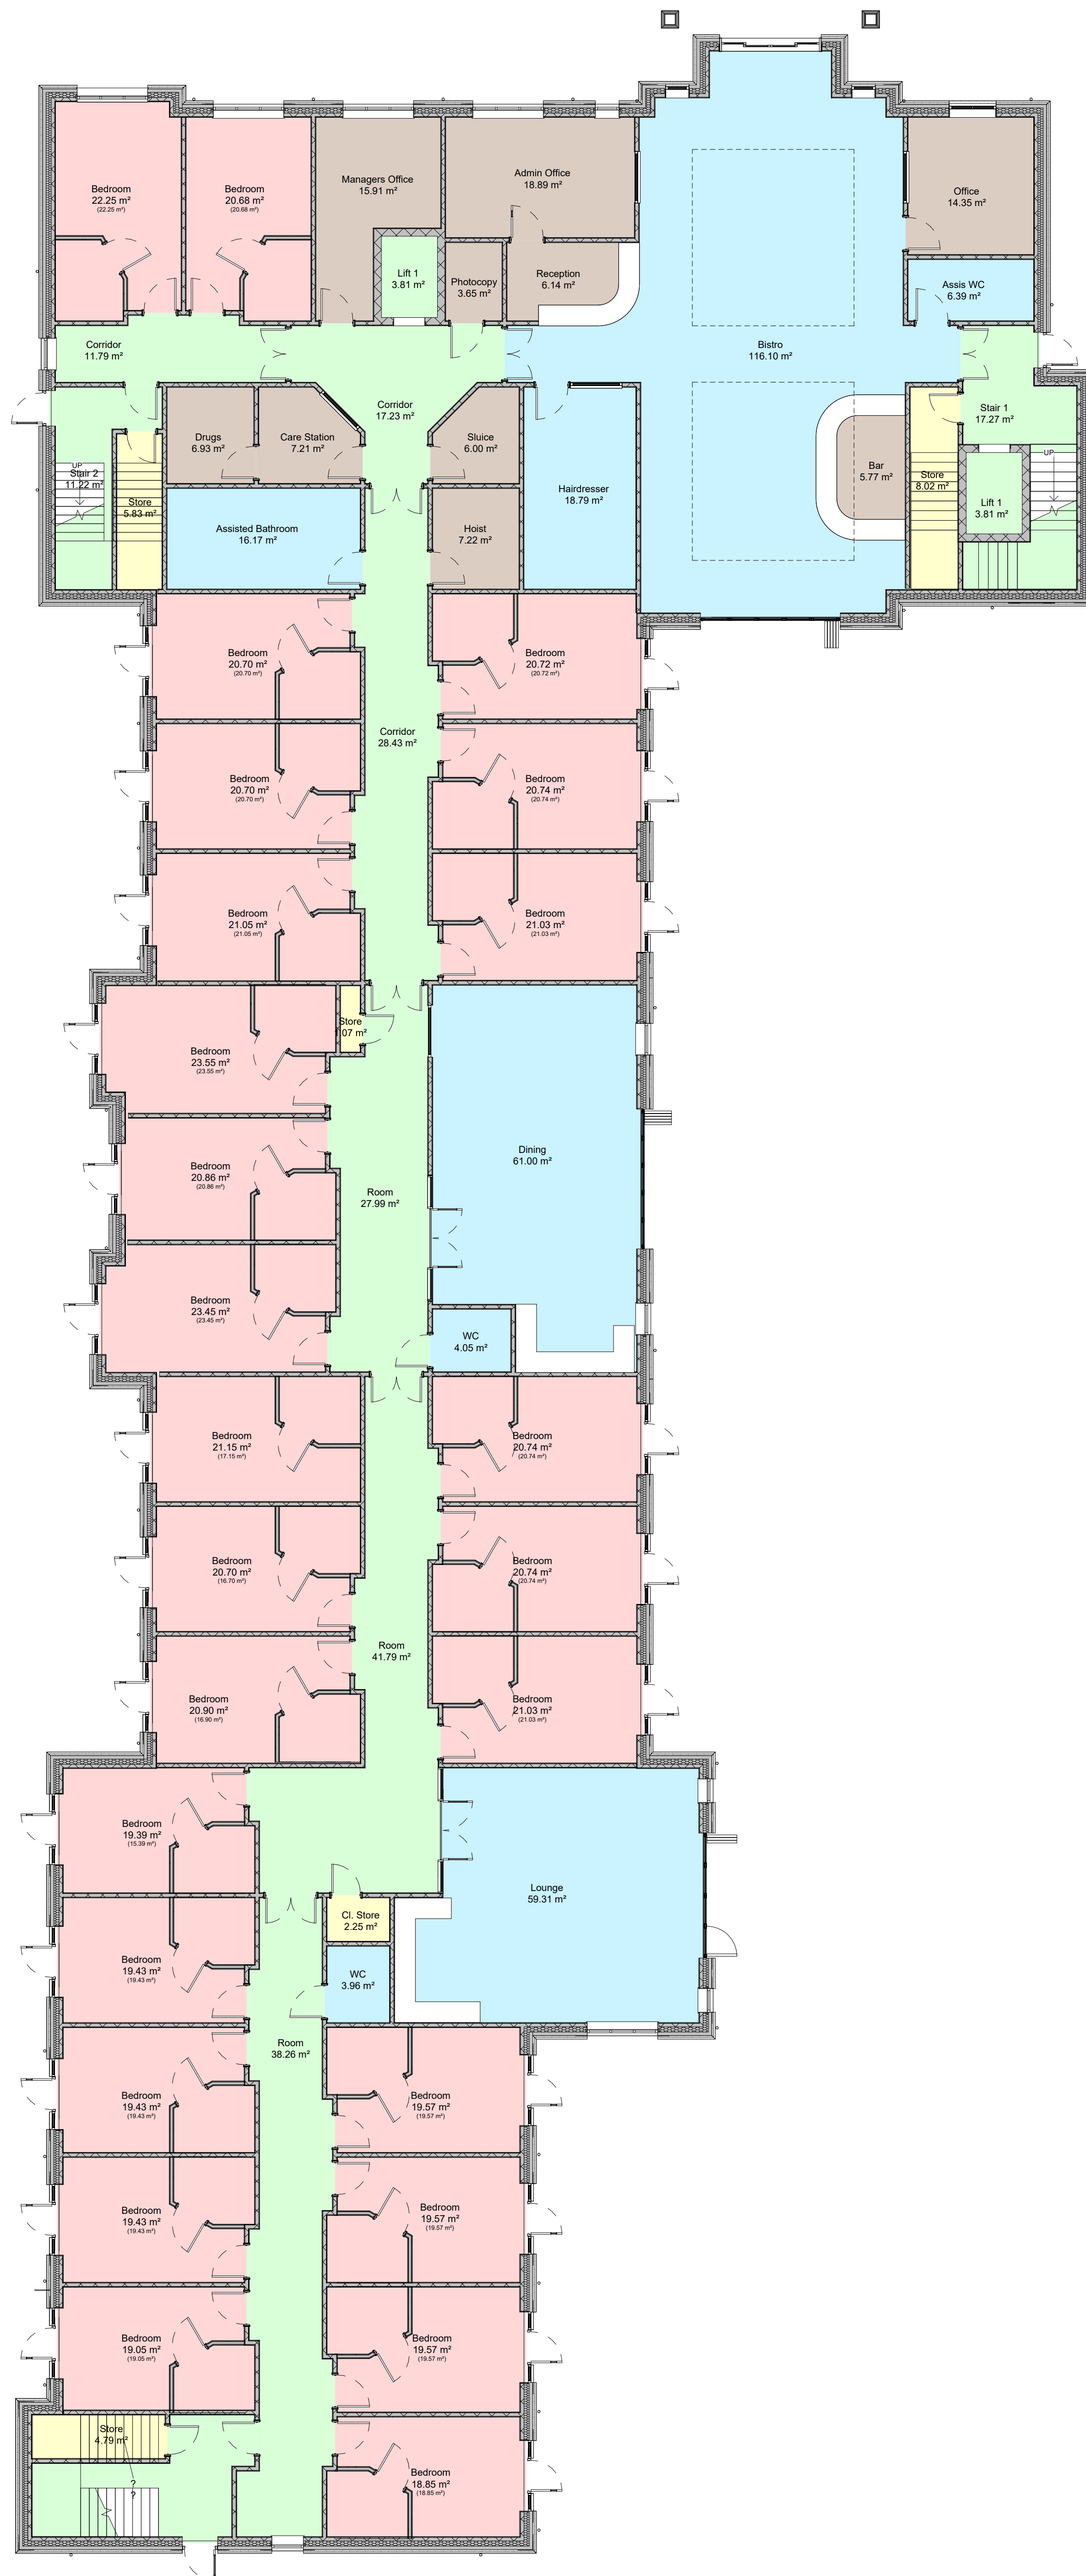 Bedroom
22.25 m²
(22.25 m²)
Bedroom
20.68 m²
(20.68 m²)
Managers Office
15.91 m²
Admin Office
18.89 m²
Office
14.35 m²
Lift 1
3.81 m²
Photocopy
3.65 m²
Reception
6.14 m²
Assis WC
6.39 m²
Corridor
11.79 m²
Bistro
116.10 m²
Corridor
17.23 m²
Stair 1
17.27 m²
Drugs
6.93 m²
Care Station
7.21 m²
Sluice
6.00 m²
UP
Stair 2
11.22 m²
Store
5.83 m²
Hairdresser
18.79 m²
Bar
5.77 m²
Store
8.02 m²
UP
Lift 1
3.81 m²
Assisted Bathroom
16.17 m²
Hoist
7.22 m²
Bedroom
20.70 m²
(20.70 m²)
Bedroom
20.72 m²
(20.72 m²)
Corridor
28.43 m²
Bedroom
20.70 m²
(20.70 m²)
Bedroom
20.74 m²
(20.74 m²)
Bedroom
21.05 m²
(21.05 m²)
Bedroom
21.03 m²
(21.03 m²)
Store
07 m²
Bedroom
23.55 m²
(23.55 m²)
Dining
61.00 m²
Bedroom
20.86 m²
(20.86 m²)
Room
27.99 m²
Bedroom
23.45 m²
(23.45 m²)
WC
4.05 m²
Bedroom
21.15 m²
(17.15 m²)
Bedroom
20.74 m²
(20.74 m²)
Bedroom
20.70 m²
(16.70 m²)
Bedroom
20.74 m²
(20.74 m²)
Room
41.79 m²
Bedroom
20.90 m²
(16.90 m²)
Bedroom
21.03 m²
(21.03 m²)
Bedroom
19.39 m²
(15.39 m²)
Lounge
59.31 m²
Cl. Store
2.25 m²
Bedroom
19.43 m²
(19.43 m²)
WC
3.96 m²
Room
38.26 m²
Bedroom
19.43 m²
(19.43 m²)
Bedroom
19.57 m²
(19.57 m²)
Bedroom
19.43 m²
(19.43 m²)
Bedroom
19.57 m²
(19.57 m²)
Bedroom
19.05 m²
(19.05 m²)
Bedroom
19.57 m²
(19.57 m²)
Store
4.79 m²
?
?
Bedroom
18.85 m²
(18.85 m²)